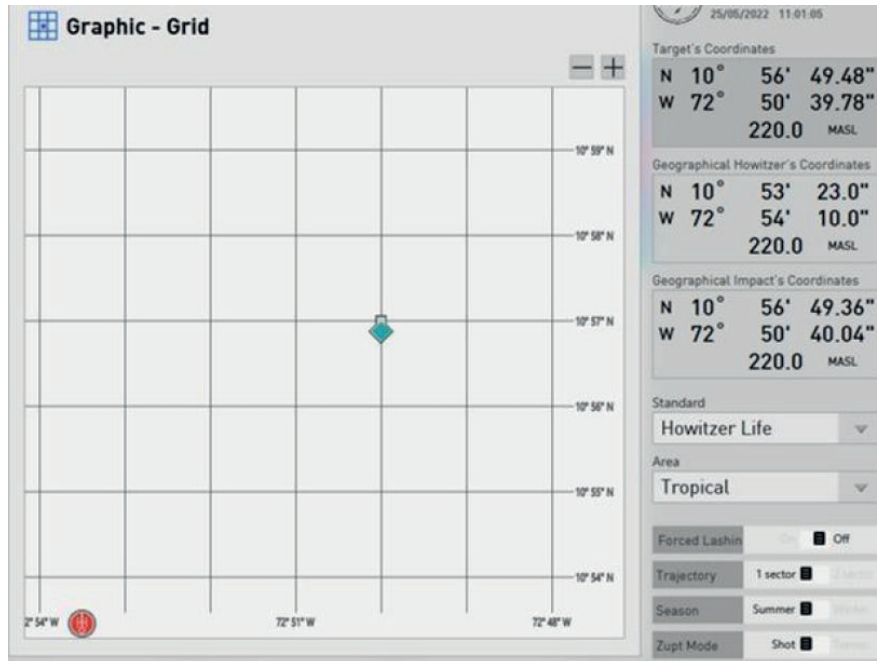 Graphic - Grid
25/05/2022 11:01:05
Target's Coordinates
N 10° 56' 49.48"
W 72° 50' 39.78"
220.0 MASL
Geographical Howitzer's Coordinates
N 10° 53' 23.0"
W 72° 54' 10.0"
220.0 MASL
Geographical Impact's Coordinates
N 10° 56' 49.36"
W 72° 50' 40.04"
220.0 MASL
Standard
Howitzer Life
Area
Tropical
Forced Lashin Off
Trajectory 1 sector
Season Summer
Zupt Mode Shot
10° 59" N
10° 58" N
10° 57" N
10° 56" N
10° 55" N
10° 54" N
2° 54" W
72° 51" W
72° 48" W